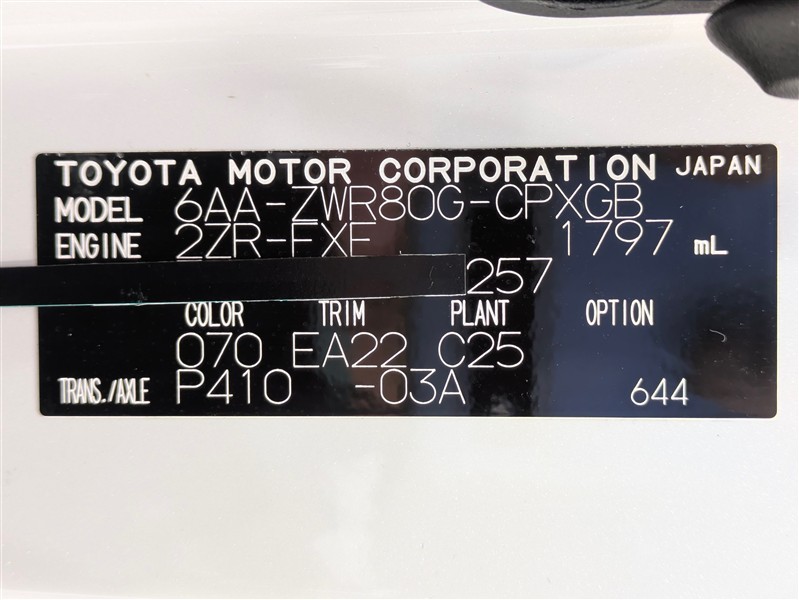 TOYOTA MOTOR CORPORATION JAPAN
MODEL 6AA-ZWR80G-CPXGB
ENGINE 2ZR-FXE 1797 mL
257
COLOR TRIM PLANT OPTION
070 EA22 C25
TRANS./AXLE P410 -03A 644